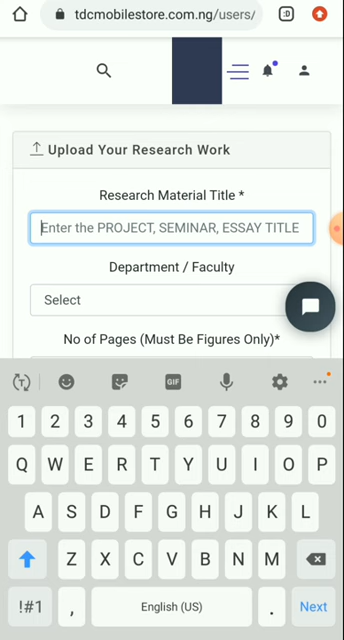 tdcmobilestore.com.ng/users/
:D
Upload Your Research Work
Research Material Title *
Enter the PROJECT, SEMINAR, ESSAY TITLE
Department / Faculty
Select
No of Pages (Must Be Figures Only)*
T GIF
1 2 3 4 5 6 7 8 9 0
Q W E R T Y U I O P
A S D F G H J K L
Z X C V B N M
!#1 , English (US) . Next